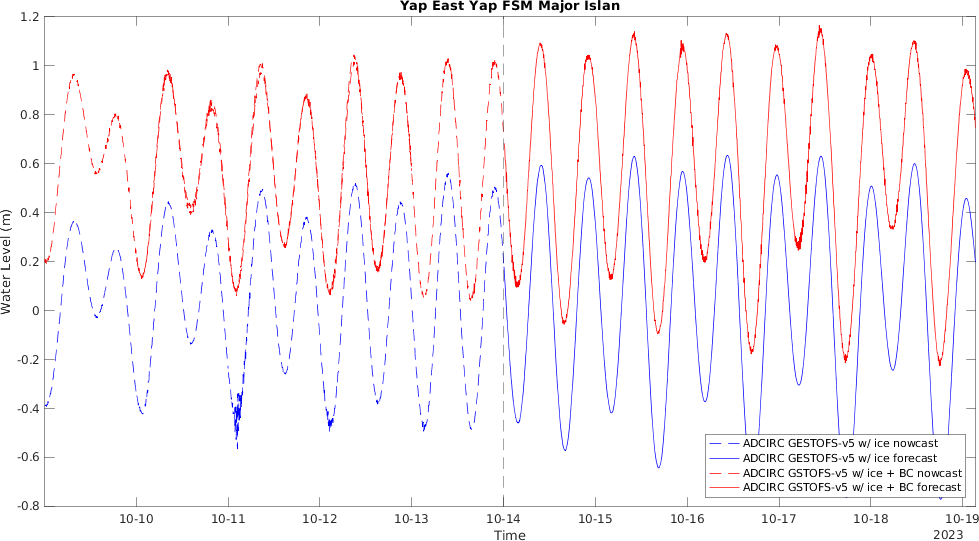 Yap East Yap FSM Major Islan
1.2
1
0.8
0.6
0.4
0.2
0
-0.2
-0.4
-0.6
-0.8
Water Level (m)
ADCIRC GESTOFS-v5 w/ ice nowcast
ADCIRC GESTOFS-v5 w/ ice forecast
ADCIRC GSTOFS-v5 w/ ice + BC nowcast
ADCIRC GSTOFS-v5 w/ ice + BC forecast
10-10 10-11 10-12 10-13 10-14 10-15 10-16 10-17 10-18 10-19
Time
2023